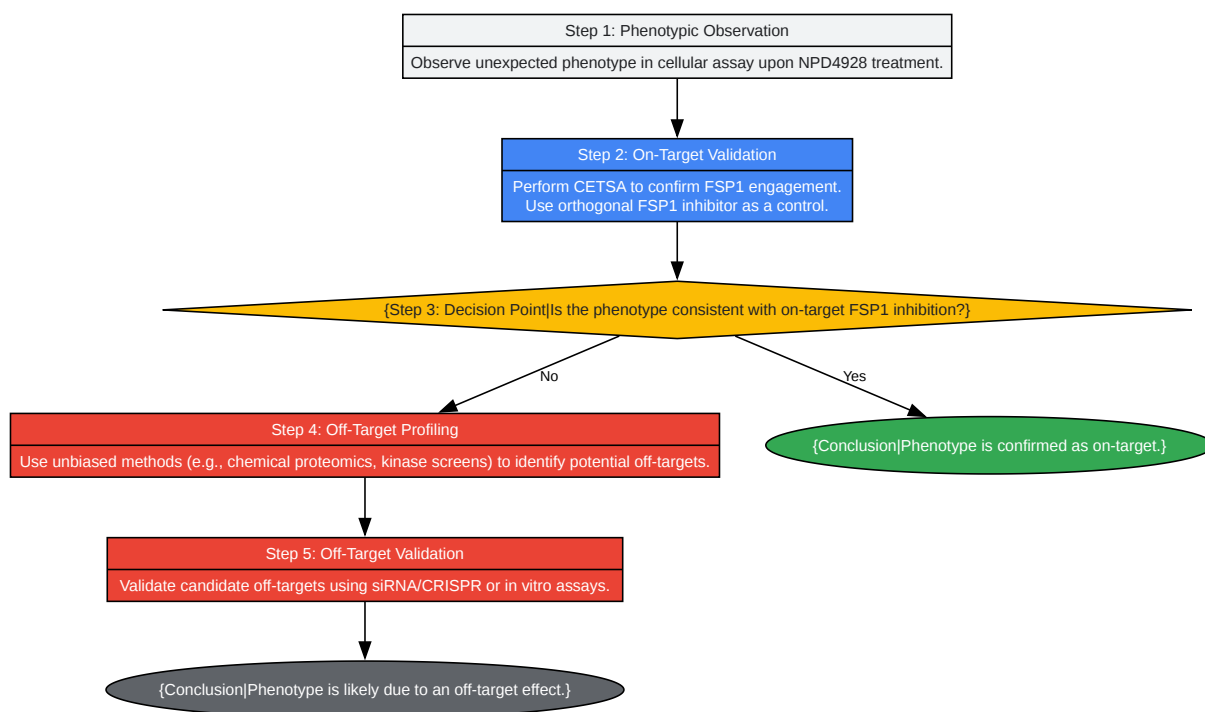 Step 1: Phenotypic Observation
Observe unexpected phenotype in cellular assay upon NPD4928 treatment.
Step 2: On-Target Validation
Perform CETSA to confirm FSP1 engagement.
Use orthogonal FSP1 inhibitor as a control.
{Step 3: Decision Point|Is the phenotype consistent with on-target FSP1 inhibition?}
No
Yes
Step 4: Off-Target Profiling
Use unbiased methods (e.g., chemical proteomics, kinase screens) to identify potential off-targets.
{Conclusion|Phenotype is confirmed as on-target.}
Step 5: Off-Target Validation
Validate candidate off-targets using siRNA/CRISPR or in vitro assays.
{Conclusion|Phenotype is likely due to an off-target effect.}